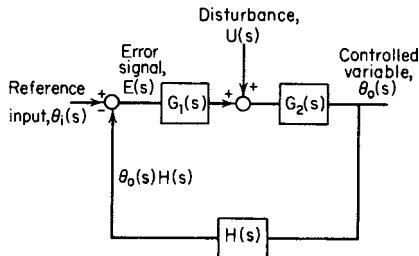 Disturbance,
U(s)
Error
signal,
E(s)
Controlled
variable,
θo(s)
Reference
input,θi(s)
+
−
G1(s)
+
+
G2(s)
θo(s)H(s)
H(s)